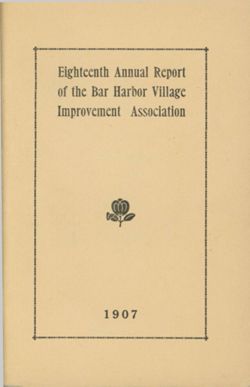 Eighteenth Annual Report
of the Bar Harbor Village
Improvement Association
1907